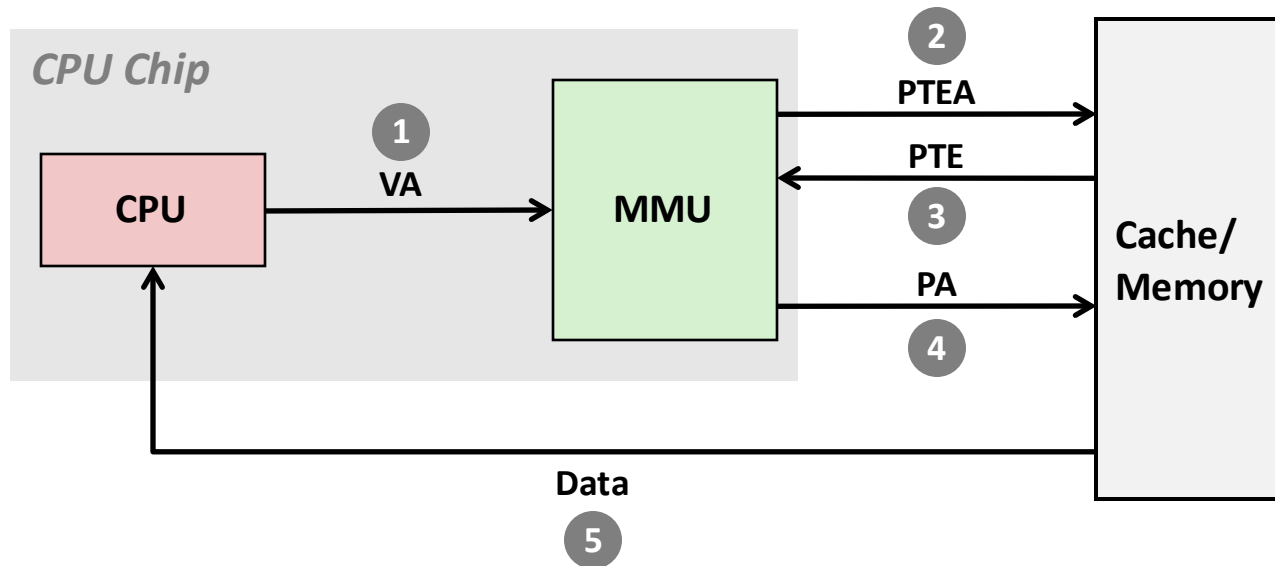 2
CPU Chip
PTEA
1
VA
PTE
CPU
MMU
3
Cache/
Memory
PA
4
Data
5